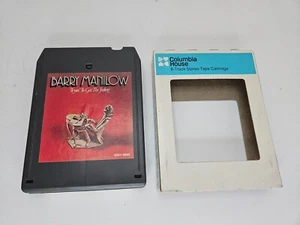 BARRY MANILOW
Tryin' To Get The Feeling
Columbia
House
8-Track Stereo Tape Cartridge